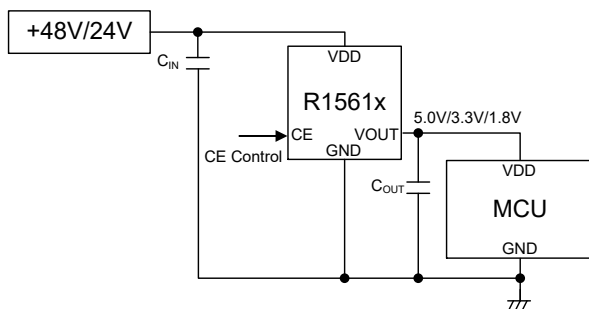 +48V/24V
CIN
VDD
R1561x
CE
VOUT
GND
CE Control
5.0V/3.3V/1.8V
COUT
VDD
MCU
GND